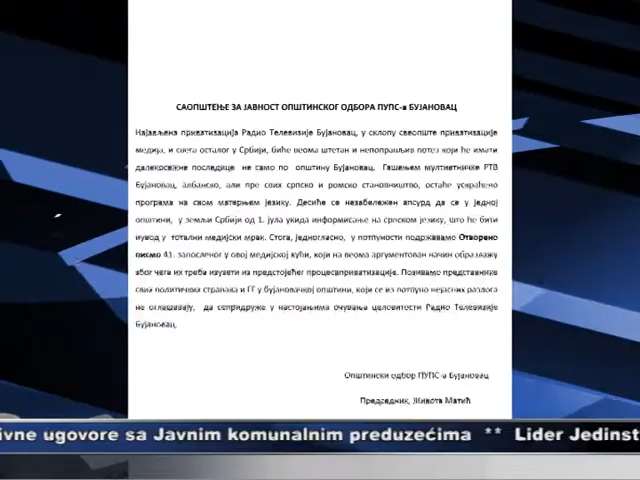 САОПШТЕЊЕ ЗА ЈАВНОСТ ОПШТИНСКОГ ОДБОРА ПУПС-а БУЈАНОВАЦ
Најављена приватизација Радио Телевизије Бујановац, у склопу свеопште приватизације
медија, и свега осталог у Србији, биће веома штетан и непоправљив потез који ће имати
далекосежне последице не само по општину Бујановац. Гашењем мултиетничке РТВ
Бујановац, албанско, али пре свих српско и ромско становништво, остаће ускраћено
програма на свом матерњем језику. Десиће се незабележен апсурд да се у једној
општини, у земљи Србији од 1. јула укида информисање на српском језику, што ће бити
увод у тотални медијски мрак. Стога, једногласно, у потпуности подржавамо Отворено
писмо 41. запосленог у овој медијској кући, који на веома аргументован начин образлажу
због чега их треба изузети из предстојећег процесаприватизације. Позивамо представнике
свих политичких странака и ГГ у бујановачкој општини, који се из потпуно нејасних разлога
не оглашавају, да сепридруже у настојањима очувања целовитости Радио Телевизије
Бујановац.
Општински одбор ПУПС-а Бујановац
Председник, Живота Матић
ivne ugovore sa Javnim komunalnim preduzećima ** Lider Jedinst